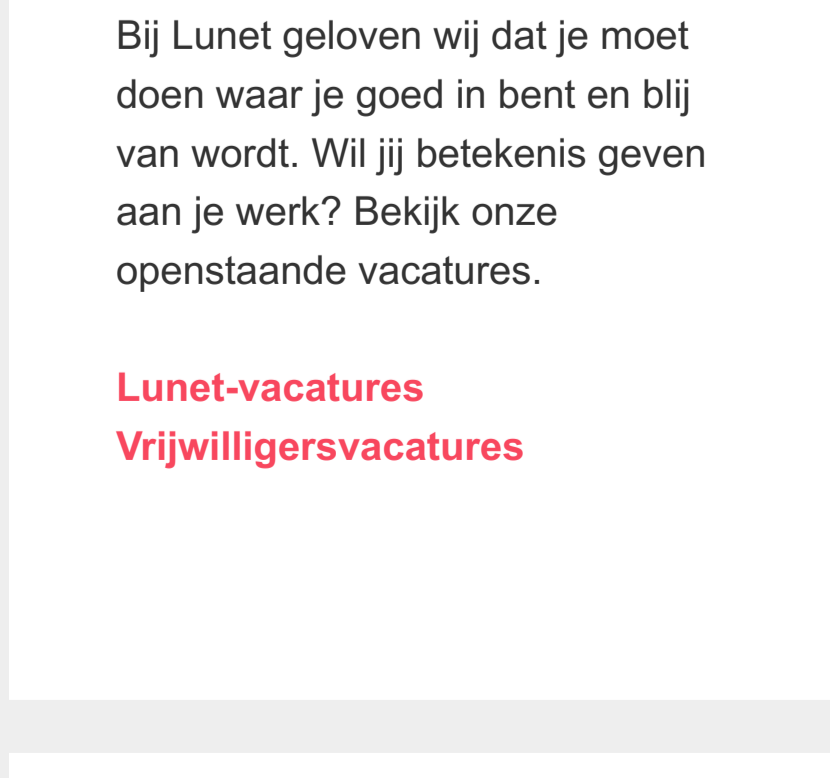 Bij Lunet geloven wij dat je moet
doen waar je goed in bent en blij
van wordt. Wil jij betekenis geven
aan je werk? Bekijk onze
openstaande vacatures.
Lunet-vacatures
Vrijwilligersvacatures